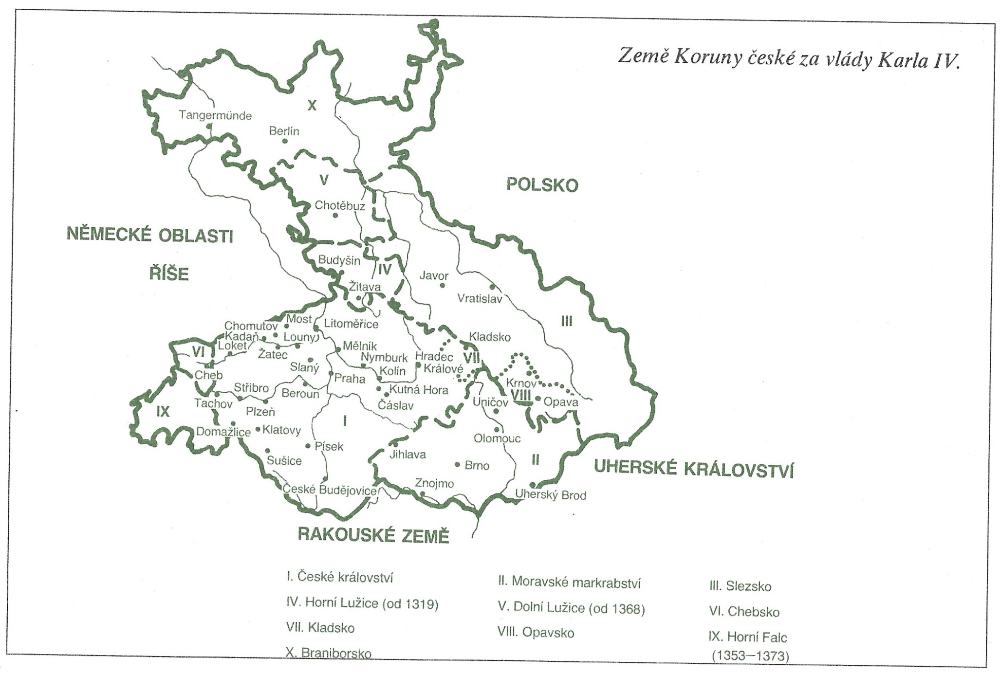 Země Koruny české za vlády Karla IV.
X
Tangermünde
Berlín
V
POLSKO
Chotěbuz
NĚMECKÉ OBLASTI
ŘÍŠE
Budyšín
IV
Javor
Žitava
Vratislav
III
Most
Litoměřice
Chomutov
Kadaň
Louny
Kladsko
Loket
VI
Žatec
Mělník
Nymburk
Hradec
Králové
VII
Slaný
Kolín
Cheb
Praha
Krnov
Stříbro
Beroun
Kutná Hora
VIII
Tachov
Čáslav
Uničov
Opava
IX
Plzeň
I
Domažlice
Klatovy
Olomouc
Písek
Jihlava
Sušice
Brno
II
UHERSKÉ KRÁLOVSTVÍ
České Budějovice
Znojmo
Uherský Brod
RAKOUSKÉ ZEMĚ
I. České království
II. Moravské markrabství
III. Slezsko
IV. Horní Lužice (od 1319)
V. Dolní Lužice (od 1368)
VI. Chebsko
VII. Kladsko
VIII. Opavsko
IX. Horní Falc
(1353—1373)
X. Braniborsko